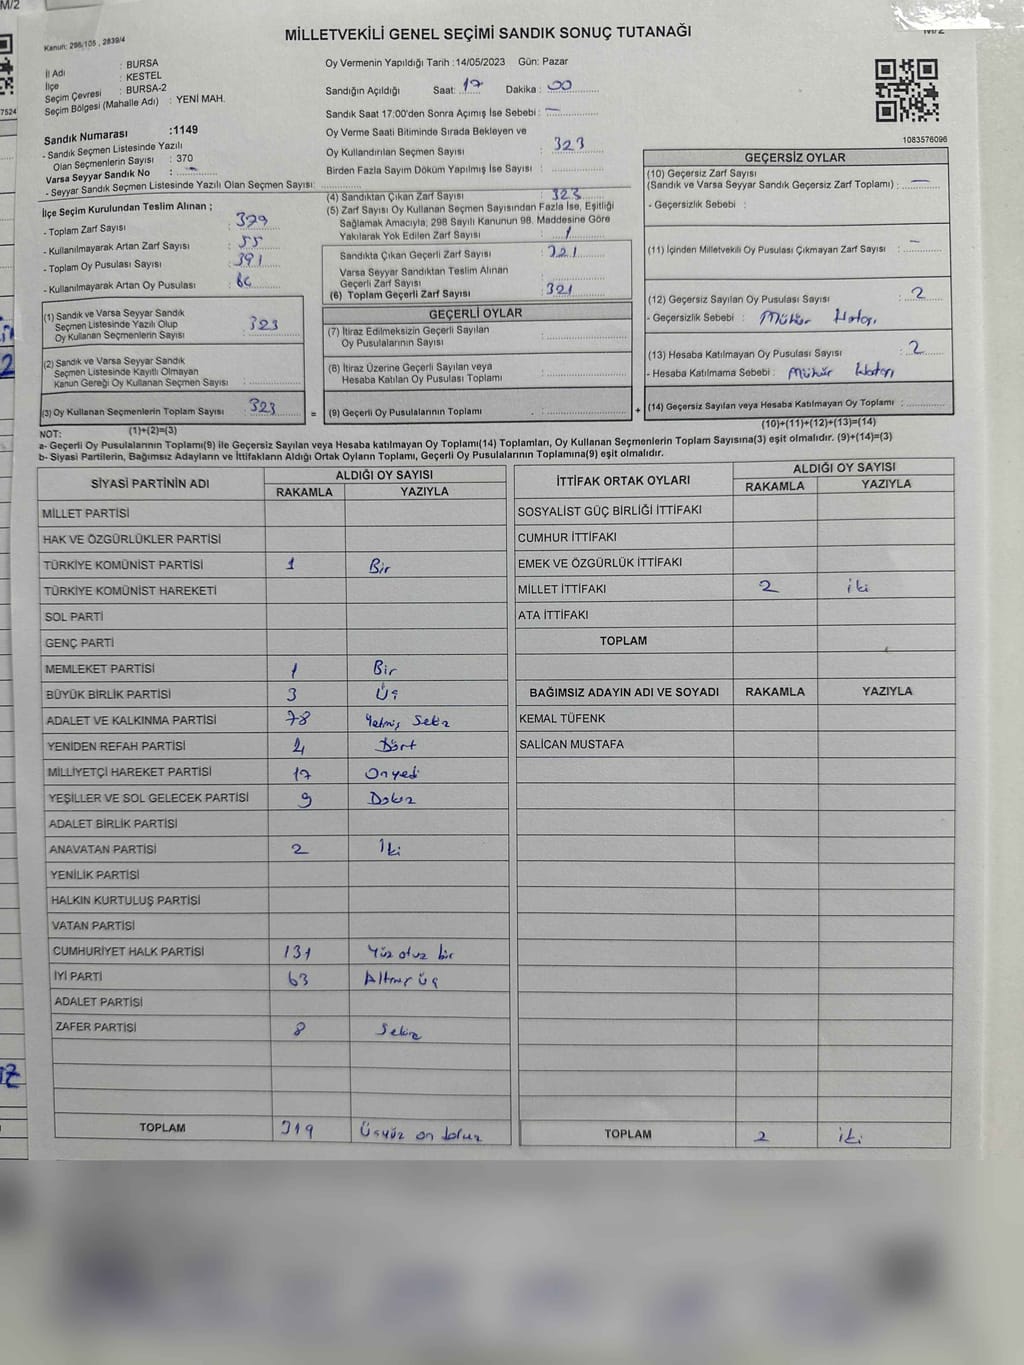 M/2
MİLLETVEKİLİ GENEL SEÇİMİ SANDIK SONUÇ TUTANAĞI
Kanun: 298/105 , 2839/4
İl Adı : BURSA
İlçe : KESTEL
Seçim Çevresi : BURSA-2
Seçim Bölgesi (Mahalle Adı) : YENİ MAH.
Sandık Numarası :1149
- Sandık Seçmen Listesinde Yazılı
Olan Seçmenlerin Sayısı : 370
Varsa Seyyar Sandık No : -
- Seyyar Sandık Seçmen Listesinde Yazılı Olan Seçmen Sayısı:
Oy Vermenin Yapıldığı Tarih :14/05/2023 Gün: Pazar
Sandığın Açıldığı Saat: 17 Dakika : 00
Sandık Saat 17:00'den Sonra Açımış İse Sebebi : -
Oy Verme Saati Bitiminde Sırada Bekleyen ve
Oy Kullandırılan Seçmen Sayısı : 323
Birden Fazla Sayım Döküm Yapılmış İse Sayısı :
1083576096
İlçe Seçim Kurulundan Teslim Alınan ;
- Toplam Zarf Sayısı : 379
- Kullanılmayarak Artan Zarf Sayısı : 55
- Toplam Oy Pusulası Sayısı : 391
- Kullanılmayarak Artan Oy Pusulası :
(4) Sandıktan Çıkan Zarf Sayısı : 323
(5) Zarf Sayısı Oy Kullanan Seçmen Sayısından Fazla İse, Eşitliği
Sağlamak Amacıyla; 298 Sayılı Kanunun 98. Maddesine Göre
Yakılarak Yok Edilen Zarf Sayısı : 1
Sandıkta Çıkan Geçerli Zarf Sayısı : 321
Varsa Seyyar Sandıktan Teslim Alınan
Geçerli Zarf Sayısı :
(6) Toplam Geçerli Zarf Sayısı : 321
GEÇERSİZ OYLAR
(10) Geçersiz Zarf Sayısı
(Sandık ve Varsa Seyyar Sandık Geçersiz Zarf Toplamı) : -
- Geçersizlik Sebebi :
(11) İçinden Milletvekili Oy Pusulası Çıkmayan Zarf Sayısı : -
(12) Geçersiz Sayılan Oy Pusulası Sayısı : 2
- Geçersizlik Sebebi : Mühür Hatası
(13) Hesaba Katılmayan Oy Pusulası Sayısı : 2
- Hesaba Katılmama Sebebi : Mühür Hatası
(14) Geçersiz Sayılan veya Hesaba Katılmayan Oy Toplamı :
(10)+(11)+(12)+(13)=(14)
(1) Sandık ve Varsa Seyyar Sandık
Seçmen Listesinde Yazılı Olup
Oy Kullanan Seçmenlerin Sayısı : 323
(2) Sandık ve Varsa Seyyar Sandık
Seçmen Listesinde Kayıtlı Olmayan
Kanun Gereği Oy Kullanan Seçmen Sayısı :
(3) Oy Kullanan Seçmenlerin Toplam Sayısı : 323
(1)+(2)=(3)
GEÇERLİ OYLAR
(7) İtiraz Edilmeksizin Geçerli Sayılan
Oy Pusulalarının Sayısı :
(8) İtiraz Üzerine Geçerli Sayılan veya
Hesaba Katılan Oy Pusulası Toplamı :
= (9) Geçerli Oy Pusulalarının Toplamı : +
NOT:
a- Geçerli Oy Pusulalarının Toplamı(9) ile Geçersiz Sayılan veya Hesaba katılmayan Oy Toplamı(14) Toplamları, Oy Kullanan Seçmenlerin Toplam Sayısına(3) eşit olmalıdır. (9)+(14)=(3)
b- Siyasi Partilerin, Bağımsız Adayların ve İttifakların Aldığı Ortak Oyların Toplamı, Geçerli Oy Pusulalarının Toplamına(9) eşit olmalıdır.
SİYASİ PARTİNİN ADI ALDIĞI OY SAYISI
RAKAMLA YAZIYLA
MİLLET PARTİSİ
HAK VE ÖZGÜRLÜKLER PARTİSİ
TÜRKİYE KOMÜNİST PARTİSİ 1 Bir
TÜRKİYE KOMÜNİST HAREKETİ
SOL PARTİ
GENÇ PARTİ
MEMLEKET PARTİSİ 1 Bir
BÜYÜK BİRLİK PARTİSİ 3 Üç
ADALET VE KALKINMA PARTİSİ 78 Yetmiş Sekiz
YENİDEN REFAH PARTİSİ 4 Dört
MİLLİYETÇİ HAREKET PARTİSİ 17 Onyedi
YEŞİLLER VE SOL GELECEK PARTİSİ 9 Dokuz
ADALET BİRLİK PARTİSİ
ANAVATAN PARTİSİ 2 İki
YENİLİK PARTİSİ
HALKIN KURTULUŞ PARTİSİ
VATAN PARTİSİ
CUMHURİYET HALK PARTİSİ 131 Yüz otuz bir
İYİ PARTİ 63 Altmış üç
ADALET PARTİSİ
ZAFER PARTİSİ 8 Sekiz
TOPLAM 319 Üçyüz on dokuz
İTTİFAK ORTAK OYLARI ALDIĞI OY SAYISI
RAKAMLA YAZIYLA
SOSYALİST GÜÇ BİRLİĞİ İTTİFAKI
CUMHUR İTTİFAKI
EMEK VE ÖZGÜRLÜK İTTİFAKI
MİLLET İTTİFAKI 2 iki
ATA İTTİFAKI
TOPLAM
BAĞIMSIZ ADAYIN ADI VE SOYADI RAKAMLA YAZIYLA
KEMAL TÜFENK
SALİCAN MUSTAFA
TOPLAM 2 iki